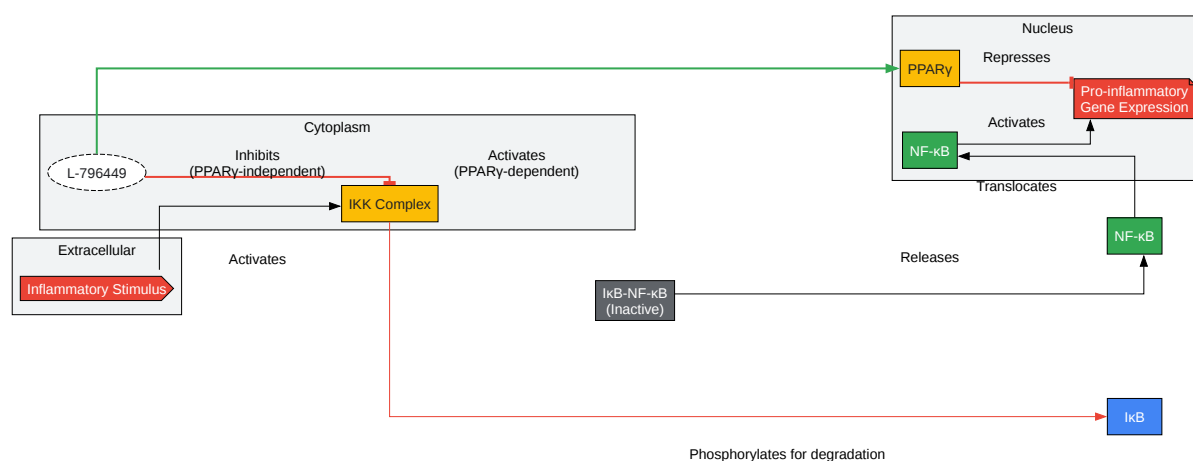 Nucleus
PPARγ
Represses
Pro-inflammatory
Gene Expression
Activates
NF-κB
Translocates
Cytoplasm
L-796449
Inhibits
(PPARγ-independent)
Activates
(PPARγ-dependent)
IKK Complex
Extracellular
Inflammatory Stimulus
Activates
NF-κB
Releases
IκB-NF-κB
(Inactive)
IκB
Phosphorylates for degradation